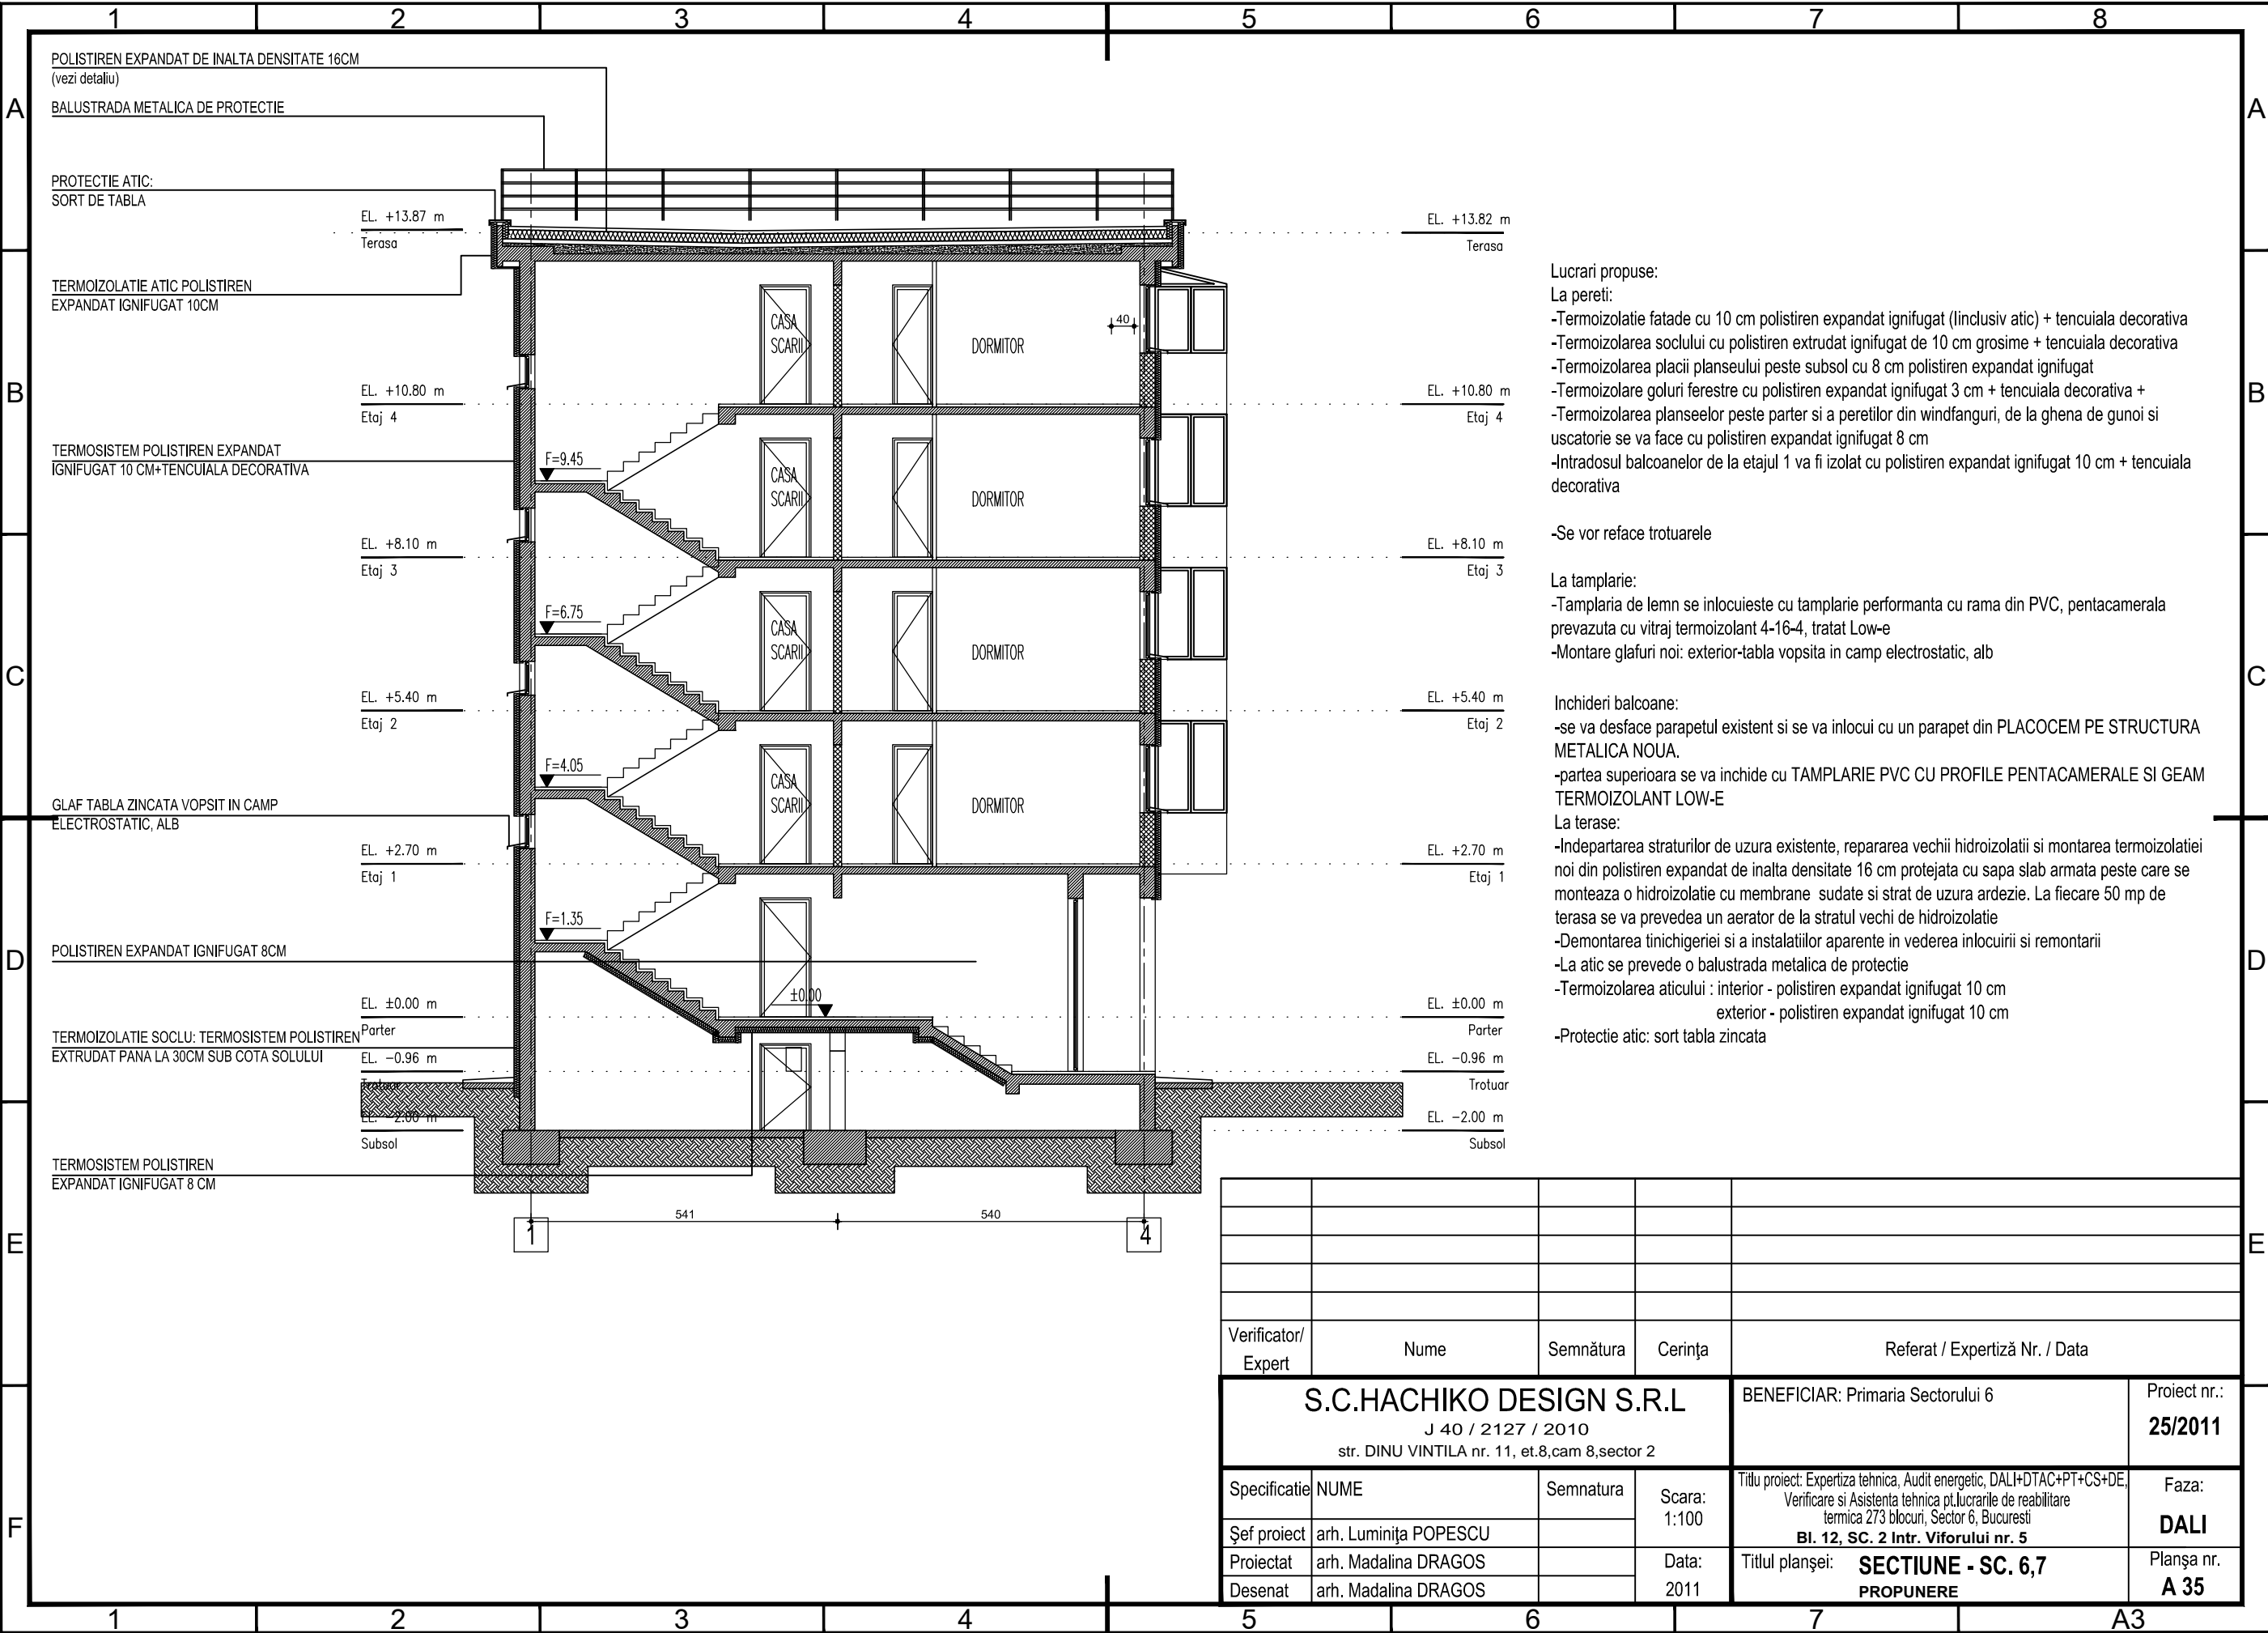 1 2 3 4 5 6 7 8
A A
B B
C C
D D
E E
F
POLISTIREN EXPANDAT DE INALTA DENSITATE 16CM
(vezi detaliu)
BALUSTRADA METALICA DE PROTECTIE
PROTECTIE ATIC:
SORT DE TABLA
TERMOIZOLATIE ATIC POLISTIREN
EXPANDAT IGNIFUGAT 10CM
TERMOSISTEM POLISTIREN EXPANDAT
IGNIFUGAT 10 CM+TENCUIALA DECORATIVA
GLAF TABLA ZINCATA VOPSIT IN CAMP
ELECTROSTATIC, ALB
POLISTIREN EXPANDAT IGNIFUGAT 8CM
TERMOIZOLATIE SOCLU: TERMOSISTEM POLISTIREN
EXTRUDAT PANA LA 30CM SUB COTA SOLULUI
TERMOSISTEM POLISTIREN
EXPANDAT IGNIFUGAT 8 CM
EL. +13.87 m
Terasa
EL. +10.80 m
Etaj 4
EL. +8.10 m
Etaj 3
EL. +5.40 m
Etaj 2
EL. +2.70 m
Etaj 1
EL. ±0.00 m
Parter
EL. -0.96 m
Trotuar
EL. -2.00 m
Subsol
CASA
SCARII
DORMITOR
40
F=9.45
CASA
SCARII
DORMITOR
F=6.75
CASA
SCARII
DORMITOR
F=4.05
CASA
SCARII
DORMITOR
F=1.35
±0.00
541
540
1
4
EL. +13.82 m
Terasa
EL. +10.80 m
Etaj 4
EL. +8.10 m
Etaj 3
EL. +5.40 m
Etaj 2
EL. +2.70 m
Etaj 1
EL. ±0.00 m
Parter
EL. -0.96 m
Trotuar
EL. -2.00 m
Subsol
Lucrari propuse:
La pereti:
-Termoizolatie fatade cu 10 cm polistiren expandat ignifugat (Iinclusiv atic) + tencuiala decorativa
-Termoizolarea soclului cu polistiren extrudat ignifugat de 10 cm grosime + tencuiala decorativa
-Termoizolarea placii planseului peste subsol cu 8 cm polistiren expandat ignifugat
-Termoizolare goluri ferestre cu polistiren expandat ignifugat 3 cm + tencuiala decorativa +
-Termoizolarea planseelor peste parter si a peretilor din windfanguri, de la ghena de gunoi si
uscatorie se va face cu polistiren expandat ignifugat 8 cm
-Intradosul balcoanelor de la etajul 1 va fi izolat cu polistiren expandat ignifugat 10 cm + tencuiala
decorativa
-Se vor reface trotuarele
La tamplarie:
-Tamplaria de lemn se inlocuieste cu tamplarie performanta cu rama din PVC, pentacamerala
prevazuta cu vitraj termoizolant 4-16-4, tratat Low-e
-Montare glafuri noi: exterior-tabla vopsita in camp electrostatic, alb
Inchideri balcoane:
-se va desface parapetul existent si se va inlocui cu un parapet din PLACOCEM PE STRUCTURA
METALICA NOUA.
-partea superioara se va inchide cu TAMPLARIE PVC CU PROFILE PENTACAMERALE SI GEAM
TERMOIZOLANT LOW-E
La terase:
-Indepartarea straturilor de uzura existente, repararea vechii hidroizolatii si montarea termoizolatiei
noi din polistiren expandat de inalta densitate 16 cm protejata cu sapa slab armata peste care se
monteaza o hidroizolatie cu membrane sudate si strat de uzura ardezie. La fiecare 50 mp de
terasa se va prevedea un aerator de la stratul vechi de hidroizolatie
-Demontarea tinichigeriei si a instalatiilor aparente in vederea inlocuirii si remontarii
-La atic se prevede o balustrada metalica de protectie
-Termoizolarea aticului : interior - polistiren expandat ignifugat 10 cm
exterior - polistiren expandat ignifugat 10 cm
-Protectie atic: sort tabla zincata
Verificator/
Expert
Nume
Semnătura
Cerinţa
Referat / Expertiză Nr. / Data
S.C.HACHIKO DESIGN S.R.L
J 40 / 2127 / 2010
str. DINU VINTILA nr. 11, et.8,cam 8,sector 2
BENEFICIAR: Primaria Sectorului 6
Proiect nr.:
25/2011
Specificatie
NUME
Semnatura
Scara:
1:100
Titlu proiect: Expertiza tehnica, Audit energetic, DALI+DTAC+PT+CS+DE,
Verificare si Asistenta tehnica pt.lucrarile de reabilitare
termica 273 blocuri, Sector 6, Bucuresti
Bl. 12, SC. 2 Intr. Viforului nr. 5
Faza:
DALI
Şef proiect
arh. Luminiţa POPESCU
Proiectat
arh. Madalina DRAGOS
Desenat
arh. Madalina DRAGOS
Data:
2011
Titlul planşei:
SECTIUNE - SC. 6,7
PROPUNERE
Planşa nr.
A 35
1 2 3 4 5 6 7 A3